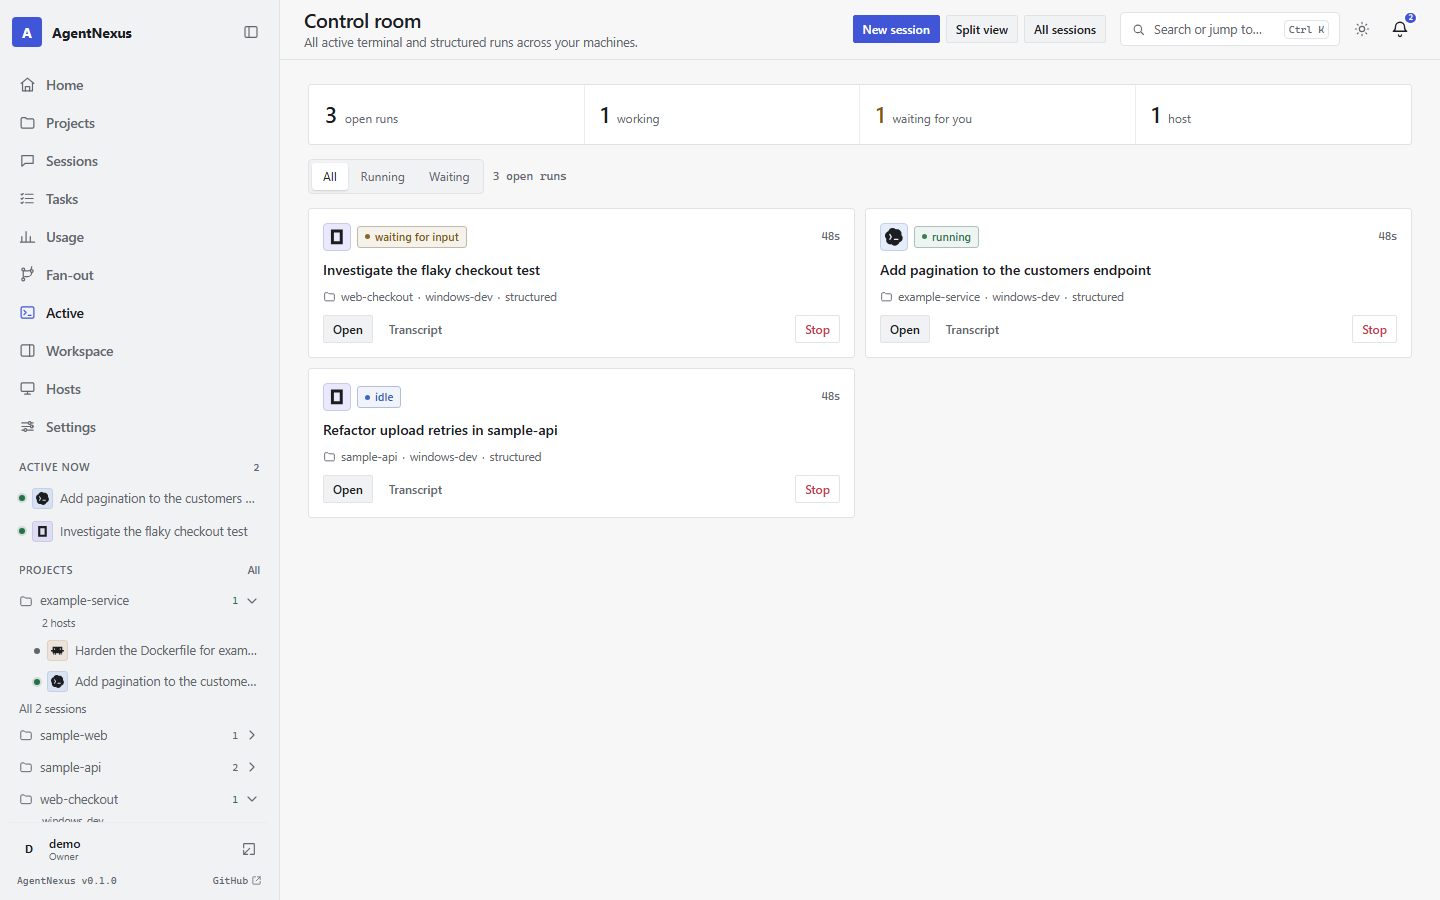 A AgentNexus
Home
Projects
Sessions
Tasks
Usage
Fan-out
Active
Workspace
Hosts
Settings
ACTIVE NOW 2
Add pagination to the customers ...
Investigate the flaky checkout test
PROJECTS All
example-service 1
2 hosts
Harden the Dockerfile for exam...
Add pagination to the custome...
All 2 sessions
sample-web 1
sample-api 2
web-checkout 1
windows-dev
D demo
Owner
AgentNexus v0.1.0 GitHub
Control room
All active terminal and structured runs across your machines.
New session Split view All sessions Search or jump to... Ctrl K 2
3 open runs 1 working 1 waiting for you 1 host
All Running Waiting 3 open runs
waiting for input 48s
Investigate the flaky checkout test
web-checkout · windows-dev · structured
Open Transcript Stop
running 48s
Add pagination to the customers endpoint
example-service · windows-dev · structured
Open Transcript Stop
idle 48s
Refactor upload retries in sample-api
sample-api · windows-dev · structured
Open Transcript Stop